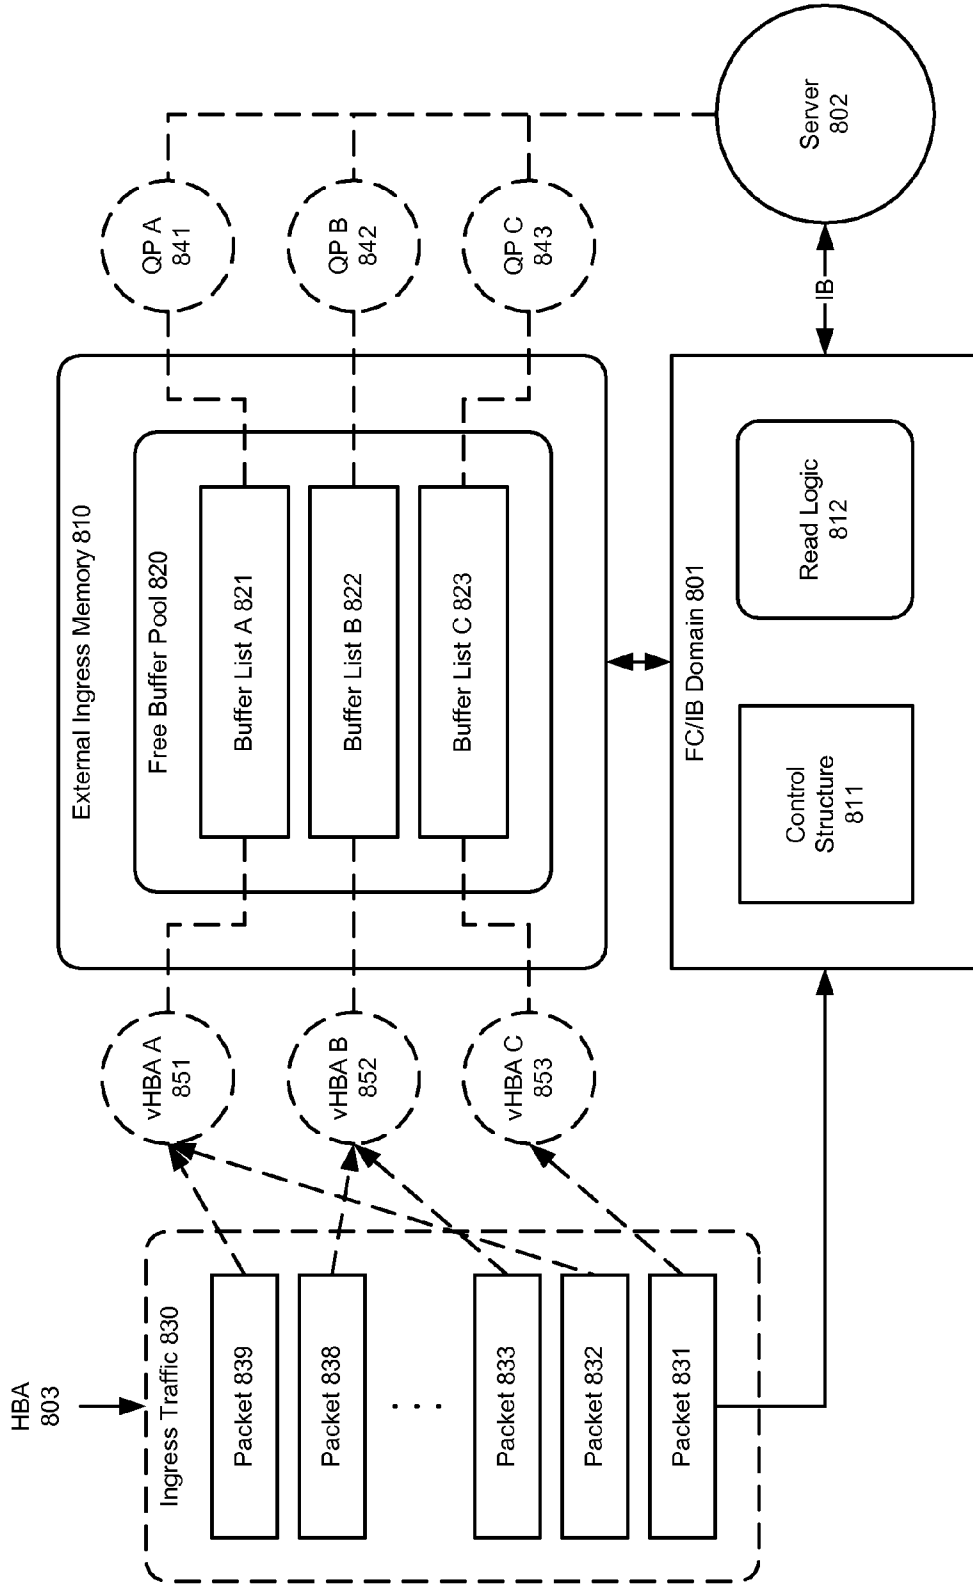 HBA
803
Ingress Traffic 830
Packet 839
Packet 838
. . .
Packet 833
Packet 832
Packet 831
vHBA A
851
vHBA B
852
vHBA C
853
External Ingress Memory 810
Free Buffer Pool 820
Buffer List A 821
Buffer List B 822
Buffer List C 823
QP A
841
QP B
842
QP C
843
FC/IB Domain 801
Control
Structure
811
Read Logic
812
IB
Server
802